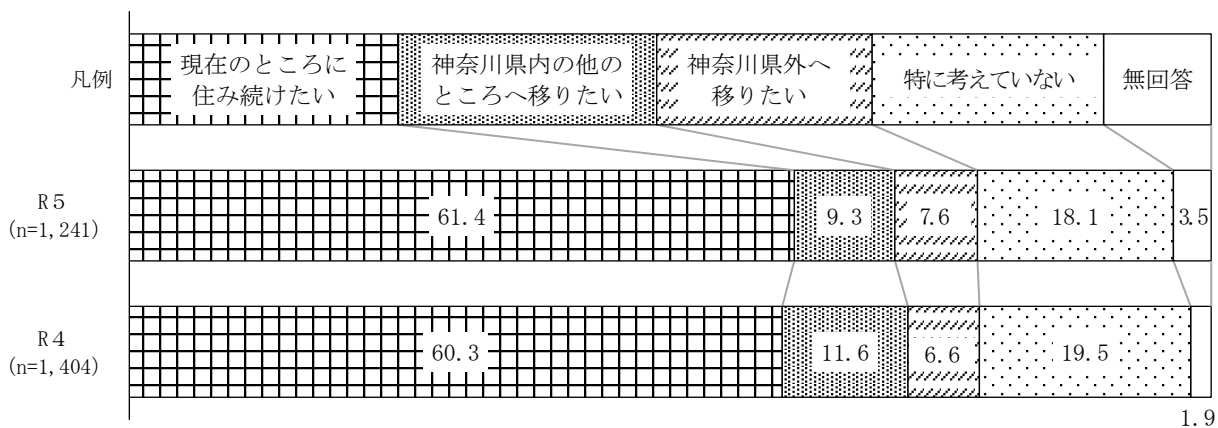 凡例
現在のところに
住み続けたい
神奈川県内の他の
ところへ移りたい
神奈川県外へ
移りたい
特に考えていない
無回答
R5
(n=1,241)
61.4
9.3
7.6
18.1
3.5
R4
(n=1,404)
60.3
11.6
6.6
19.5
1.9